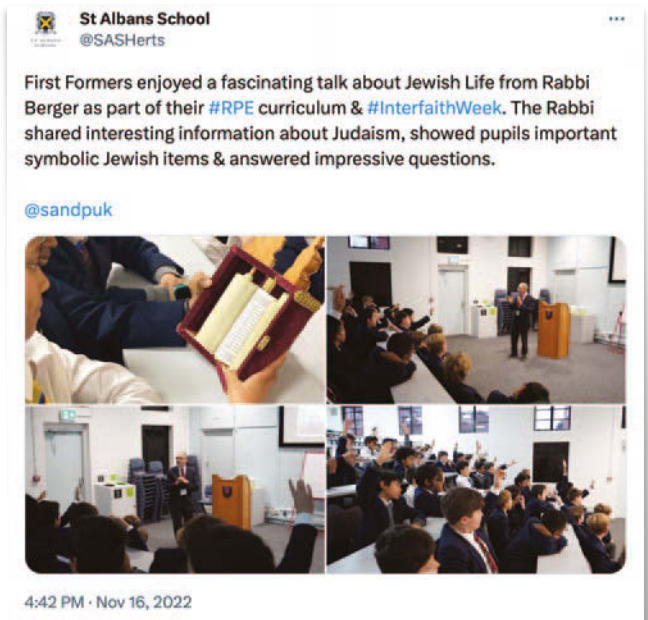 St Albans School
@SASHerts
First Formers enjoyed a fascinating talk about Jewish Life from Rabbi
Berger as part of their #RPE curriculum & #InterfaithWeek. The Rabbi
shared interesting information about Judaism, showed pupils important
symbolic Jewish items & answered impressive questions.
@sandpuk
4:42 PM · Nov 16, 2022